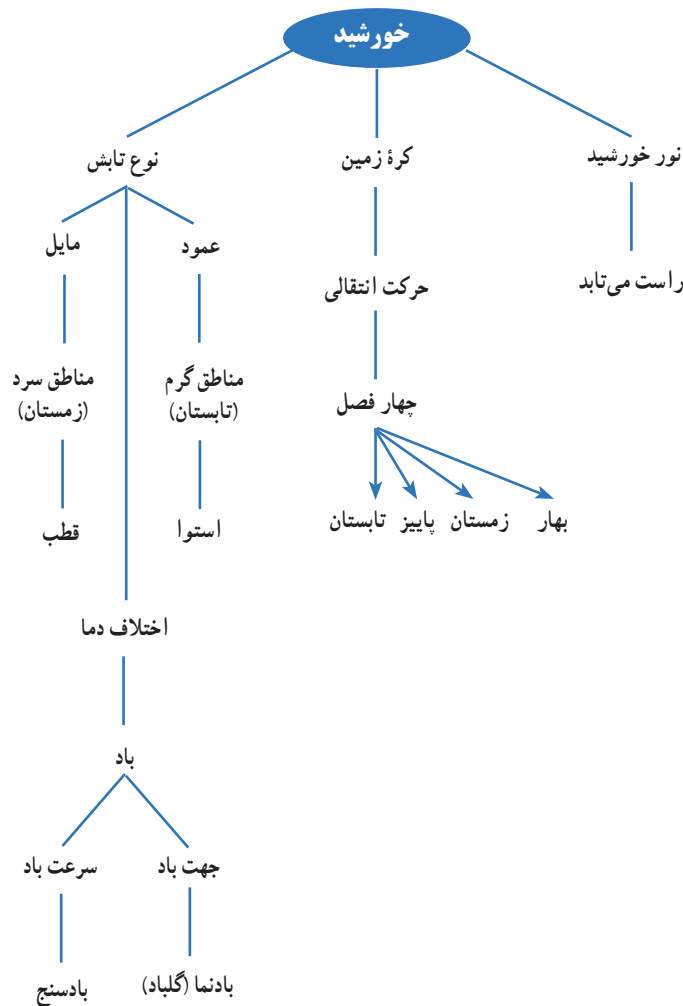 خورشید
نور خورشید
کرهٔ زمین
نوع تابش
عمود
مایل
راست می‌تابد
حرکت انتقالی
مناطق گرم
(تابستان)
مناطق سرد
(زمستان)
چهار فصل
بهار
زمستان
پاییز
تابستان
استوا
قطب
اختلاف دما
باد
جهت باد
سرعت باد
بادنما (گلباد)
بادسنج